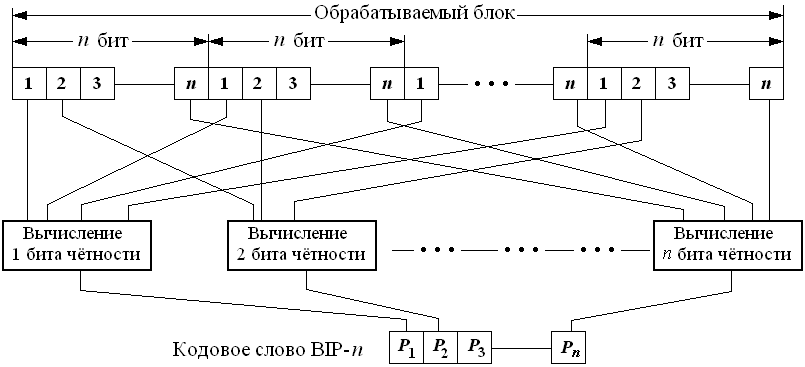 Обрабатываемый блок
n бит n бит n бит
1 2 3 n 1 2 3 n 1 • • • n 1 2 3 n
Вычисление Вычисление Вычисление
1 бита чётности 2 бита чётности • • • • • • • • • n бита чётности
Кодовое слово BIP-n P1 P2 P3 Pn